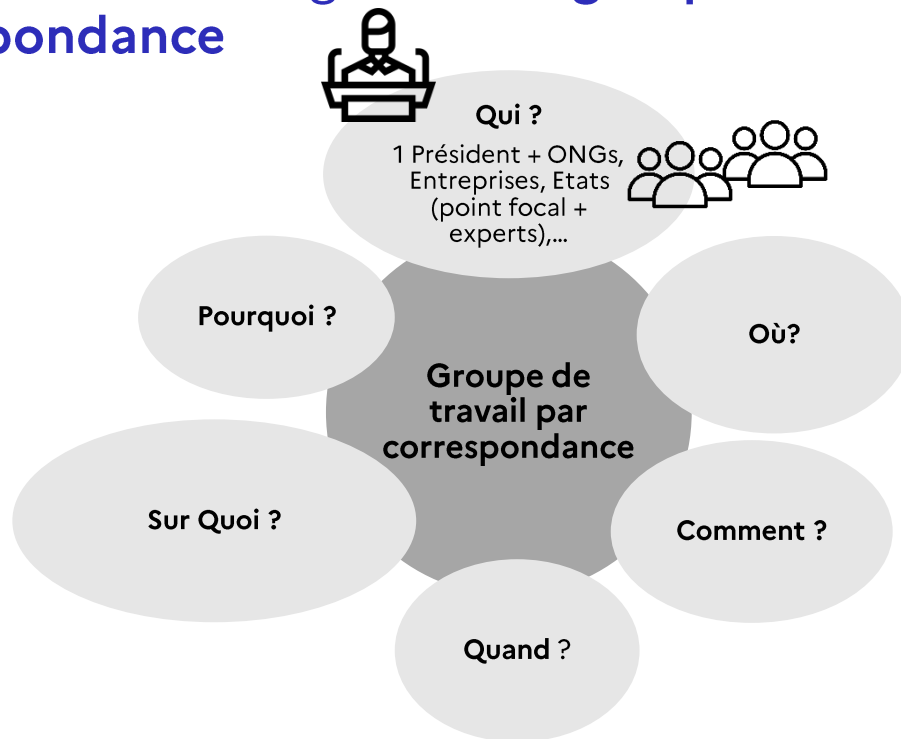 pondance
Qui ?
1 Président + ONGs,
Entreprises, Etats
(point focal +
experts),...
Pourquoi ?
Où?
Groupe de
travail par
correspondance
Sur Quoi ?
Comment ?
Quand ?